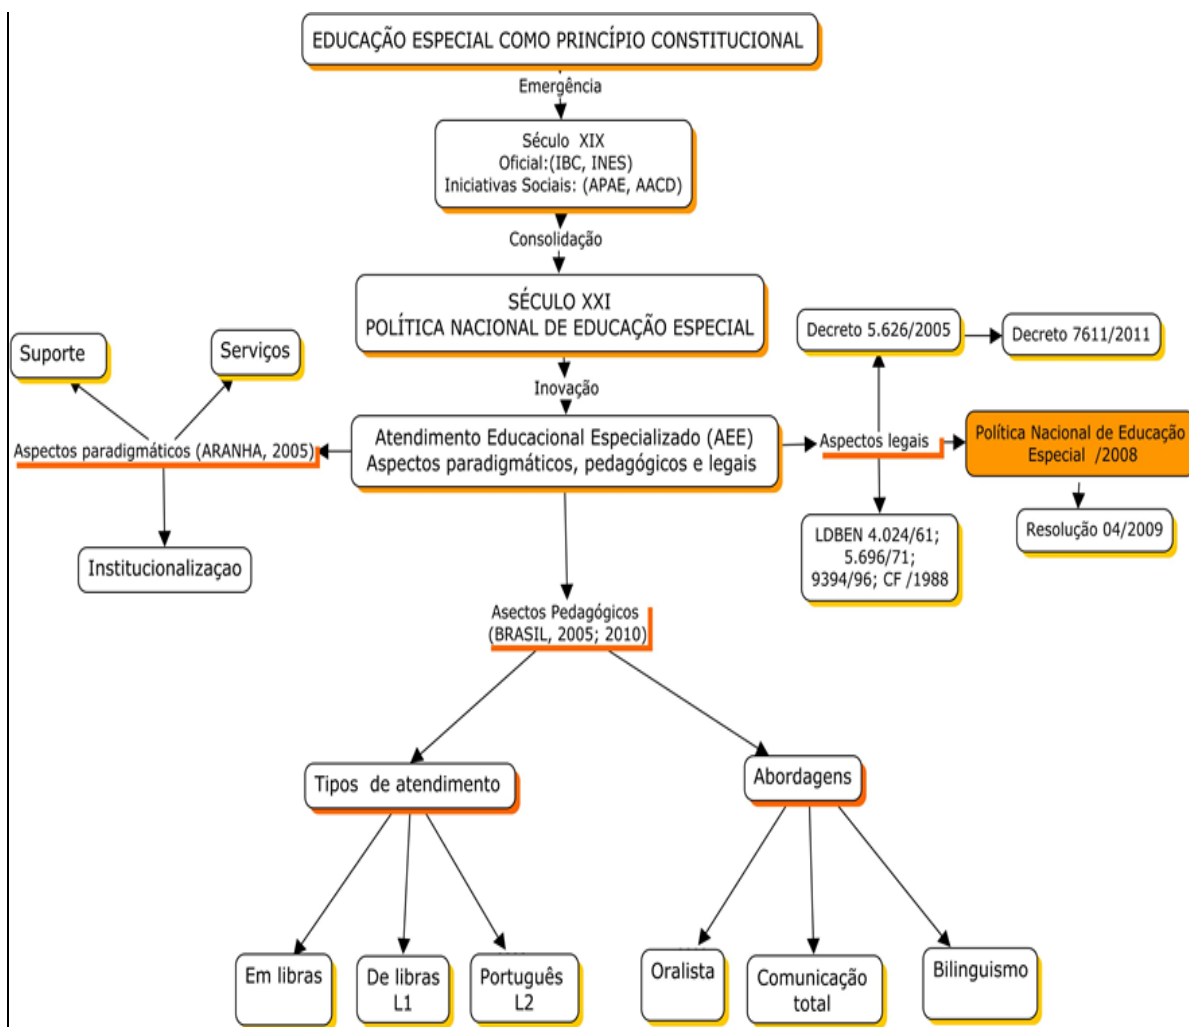 EDUCAÇÃO ESPECIAL COMO PRINCÍPIO CONSTITUCIONAL
Emergência
Século XIX
Oficial:(IBC, INES)
Iniciativas Sociais: (APAE, AACD)
Consolidação
SÉCULO XXI
POLÍTICA NACIONAL DE EDUCAÇÃO ESPECIAL
Inovação
Atendimento Educacional Especializado (AEE)
Aspectos paradigmáticos, pedagógicos e legais
Suporte
Serviços
Aspectos paradigmáticos (ARANHA, 2005)
Institucionalizaçao
Decreto 5.626/2005
Decreto 7611/2011
Aspectos legais
Política Nacional de Educação
Especial /2008
LDBEN 4.024/61;
5.696/71;
9394/96; CF /1988
Resolução 04/2009
Asectos Pedagógicos
(BRASIL, 2005; 2010)
Tipos de atendimento
Abordagens
Em libras
De libras
L1
Português
L2
Oralista
Comunicação
total
Bilinguismo